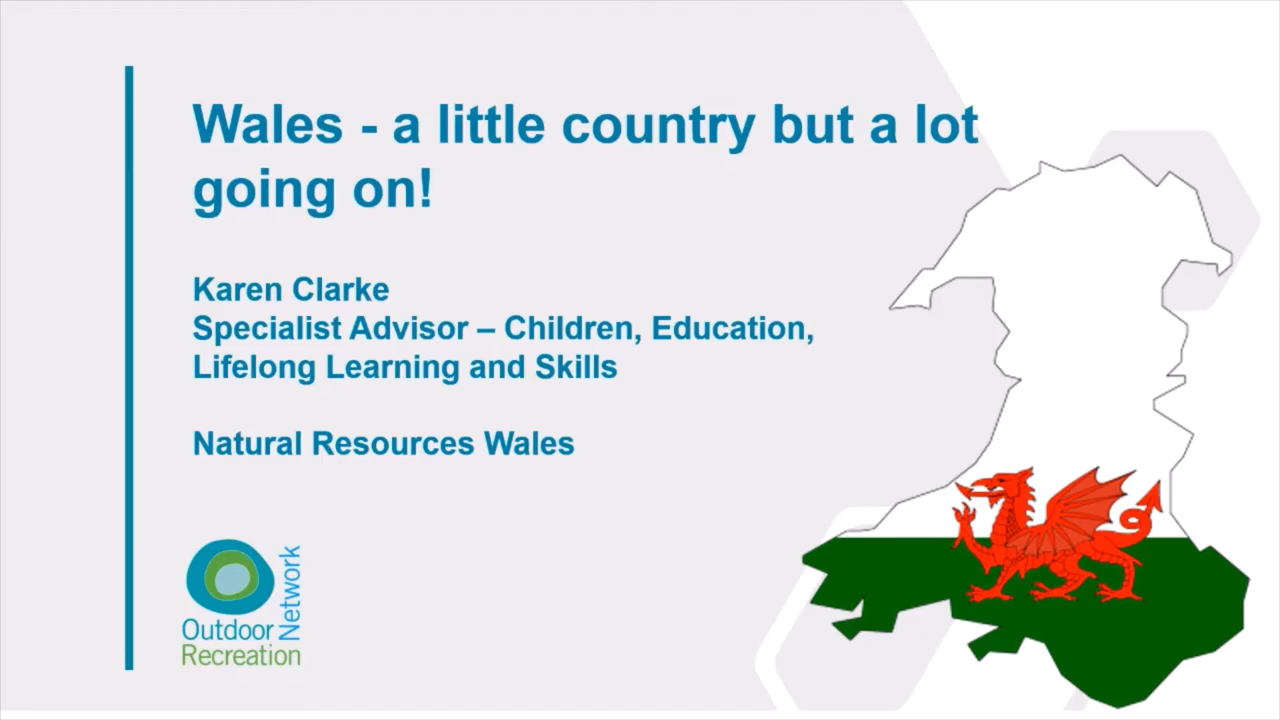 Wales - a little country but a lot
going on!
Karen Clarke
Specialist Advisor – Children, Education,
Lifelong Learning and Skills
Natural Resources Wales
Outdoor
Recreation
Network